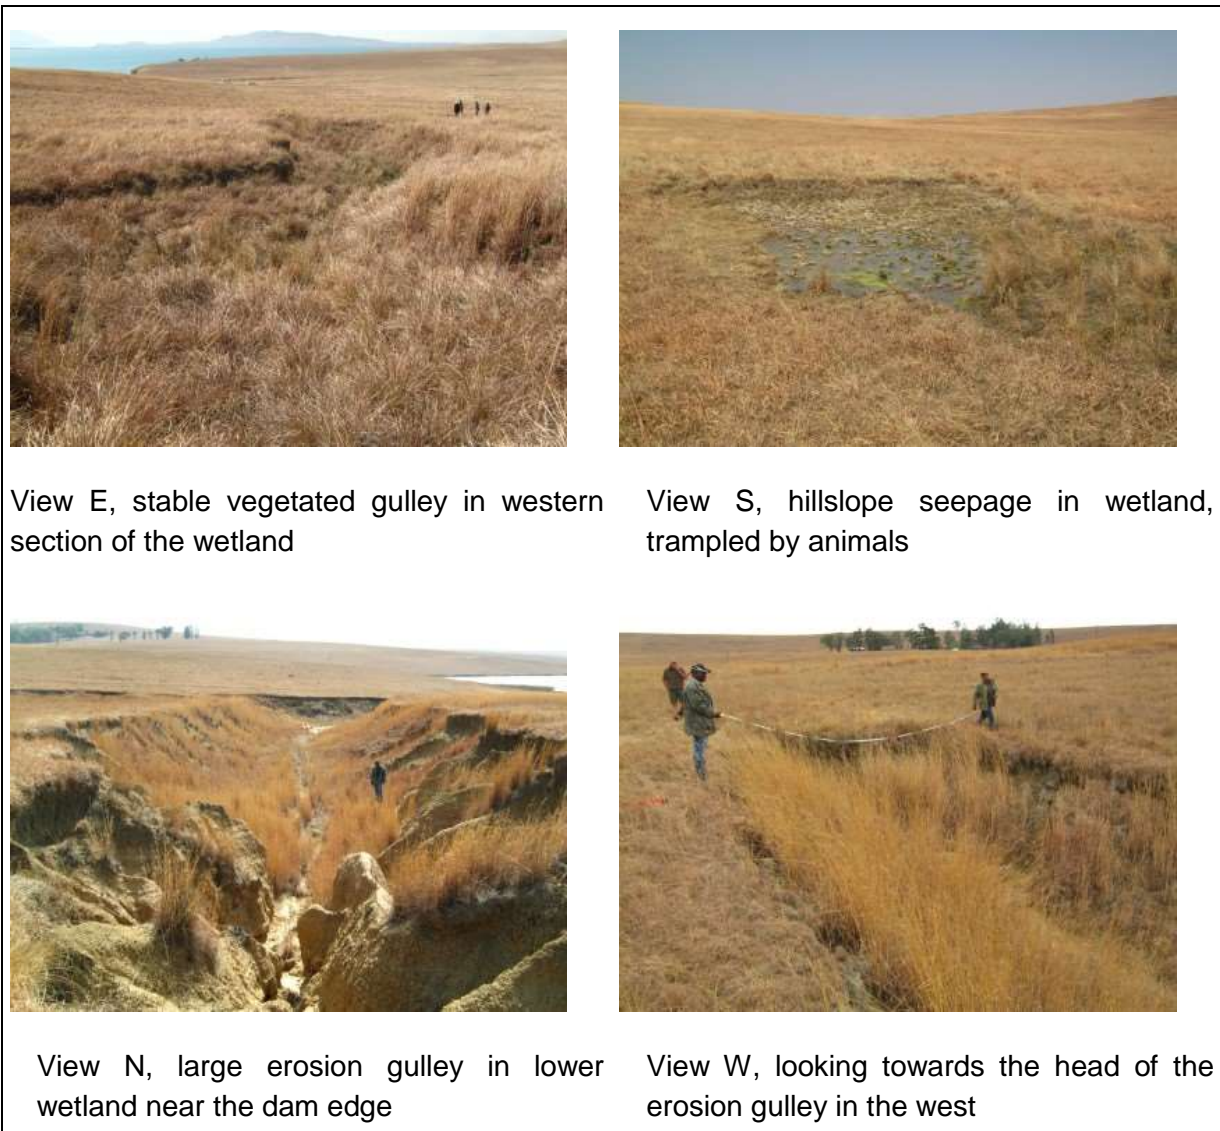 View E, stable vegetated gulley in western
section of the wetland
View S, hillslope seepage in wetland,
trampled by animals
View N, large erosion gulley in lower
wetland near the dam edge
View W, looking towards the head of the
erosion gulley in the west